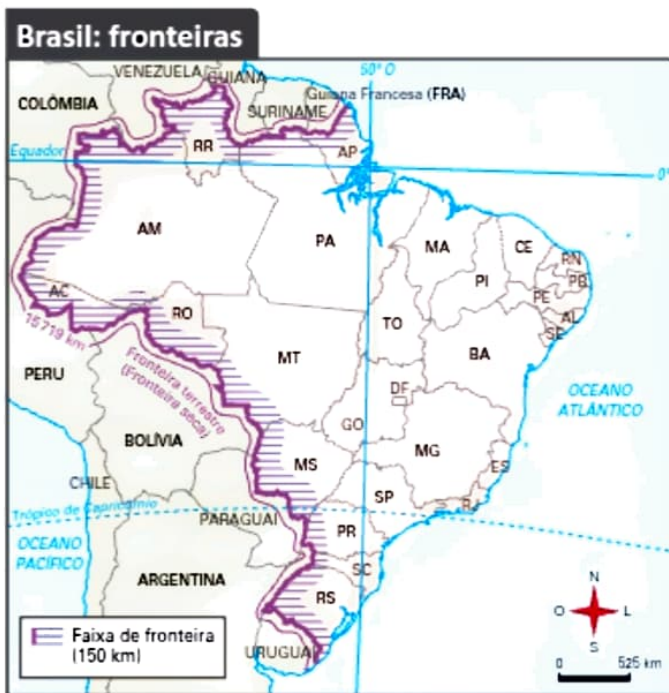 Brasil: fronteiras
50° O
VENEZUELA
GUIANA
COLÔMBIA
SURINAME
Guiana Francesa (FRA)
Equador
0°
RR
AP
AM
PA
MA
CE
RN
PB
PI
PE
AL
SE
AC
RO
TO
BA
MT
15 719 km
Fronteira terrestre
(Fronteira seca)
PERU
DF
GO
OCEANO
ATLÂNTICO
BOLÍVIA
MG
ES
MS
CHILE
SP
RJ
Trópico de Capricórnio
PARAGUAI
PR
OCEANO
PACÍFICO
SC
ARGENTINA
RS
N
O
L
S
Faixa de fronteira
(150 km)
URUGUAI
0
525 km